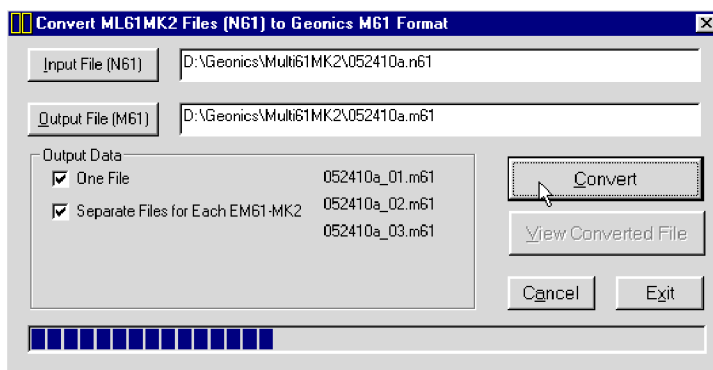 Convert ML61MK2 Files (N61) to Geonics M61 Format
Input File (N61)
D:\Geonics\Multi61MK2\052410a.n61
Output File (M61)
D:\Geonics\Multi61MK2\052410a.m61
Output Data
One File
052410a_01.m61
Separate Files for Each EM61-MK2
052410a_02.m61
052410a_03.m61
Convert
View Converted File
Cancel
Exit